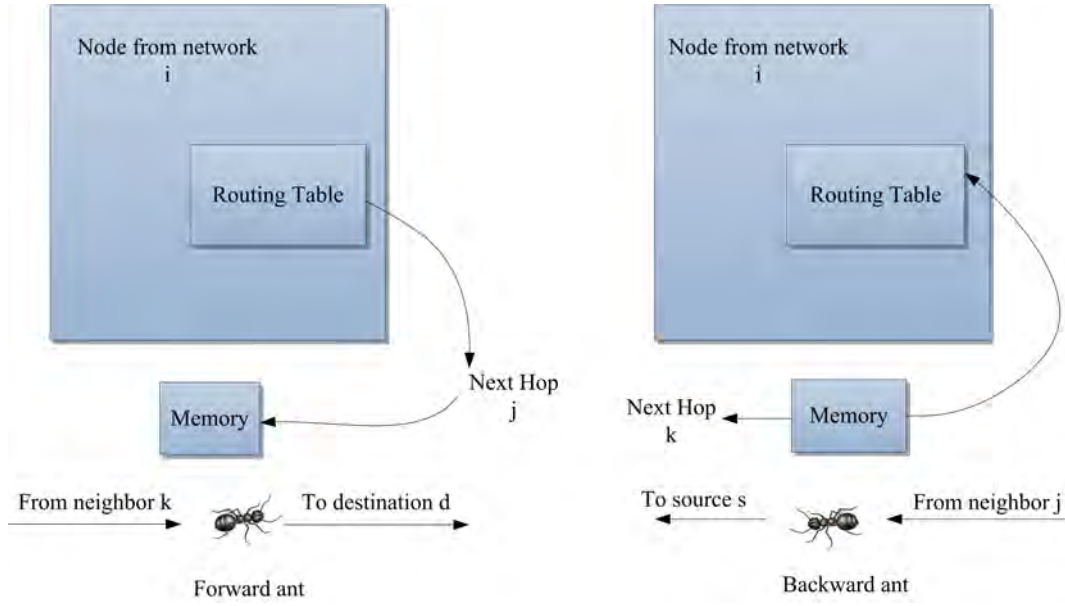 Node from network
i
Routing Table
Next Hop
j
Memory
From neighbor k
To destination d
Forward ant
Node from network
i
Routing Table
Next Hop
k
Memory
To source s
From neighbor j
Backward ant